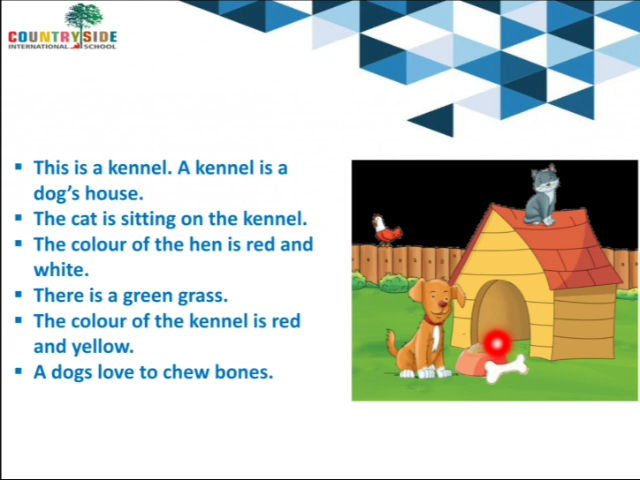 COUNTRYSIDE
INTERNATIONAL SCHOOL
▪ This is a kennel. A kennel is a
dog's house.
▪ The cat is sitting on the kennel.
▪ The colour of the hen is red and
white.
▪ There is a green grass.
▪ The colour of the kennel is red
and yellow.
▪ A dogs love to chew bones.